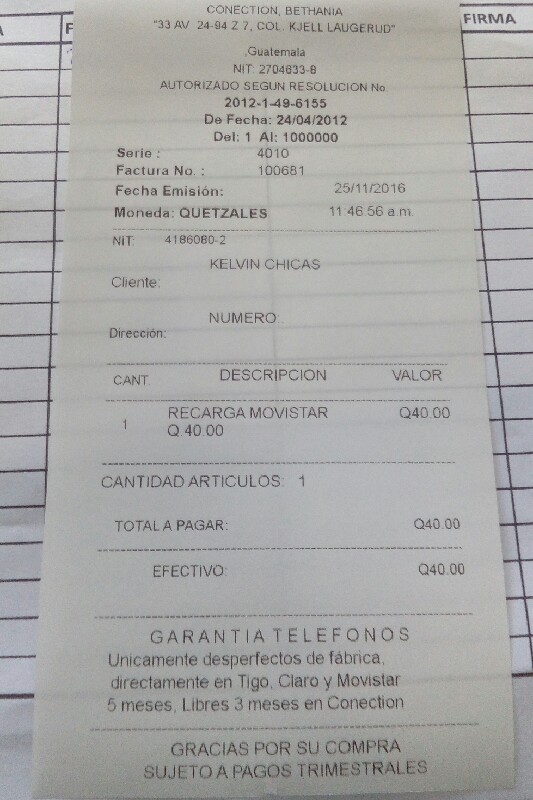 FIRMA
CONECTION, BETHANIA
"33 AV 24-94 Z 7, COL. KJELL LAUGERUD"
,Guatemala
NIT: 2704633-8
AUTORIZADO SEGUN RESOLUCION No.
2012-1-49-6155
De Fecha: 24/04/2012
Del: 1 Al: 1000000
Serie : 4010
Factura No. : 100681
Fecha Emisión: 25/11/2016
Moneda: QUETZALES 11:46:56 a.m.
NIT: 4186080-2
KELVIN CHICAS
Cliente:
NUMERO:.
Dirección:
CANT. DESCRIPCION VALOR
1 RECARGA MOVISTAR Q40.00
Q 40.00
CANTIDAD ARTICULOS: 1
TOTAL A PAGAR: Q40.00
EFECTIVO: Q40.00
GARANTIA TELEFONOS
Unicamente desperfectos de fábrica,
directamente en Tigo, Claro y Movistar
5 meses, Libres 3 meses en Conection
GRACIAS POR SU COMPRA
SUJETO A PAGOS TRIMESTRALES